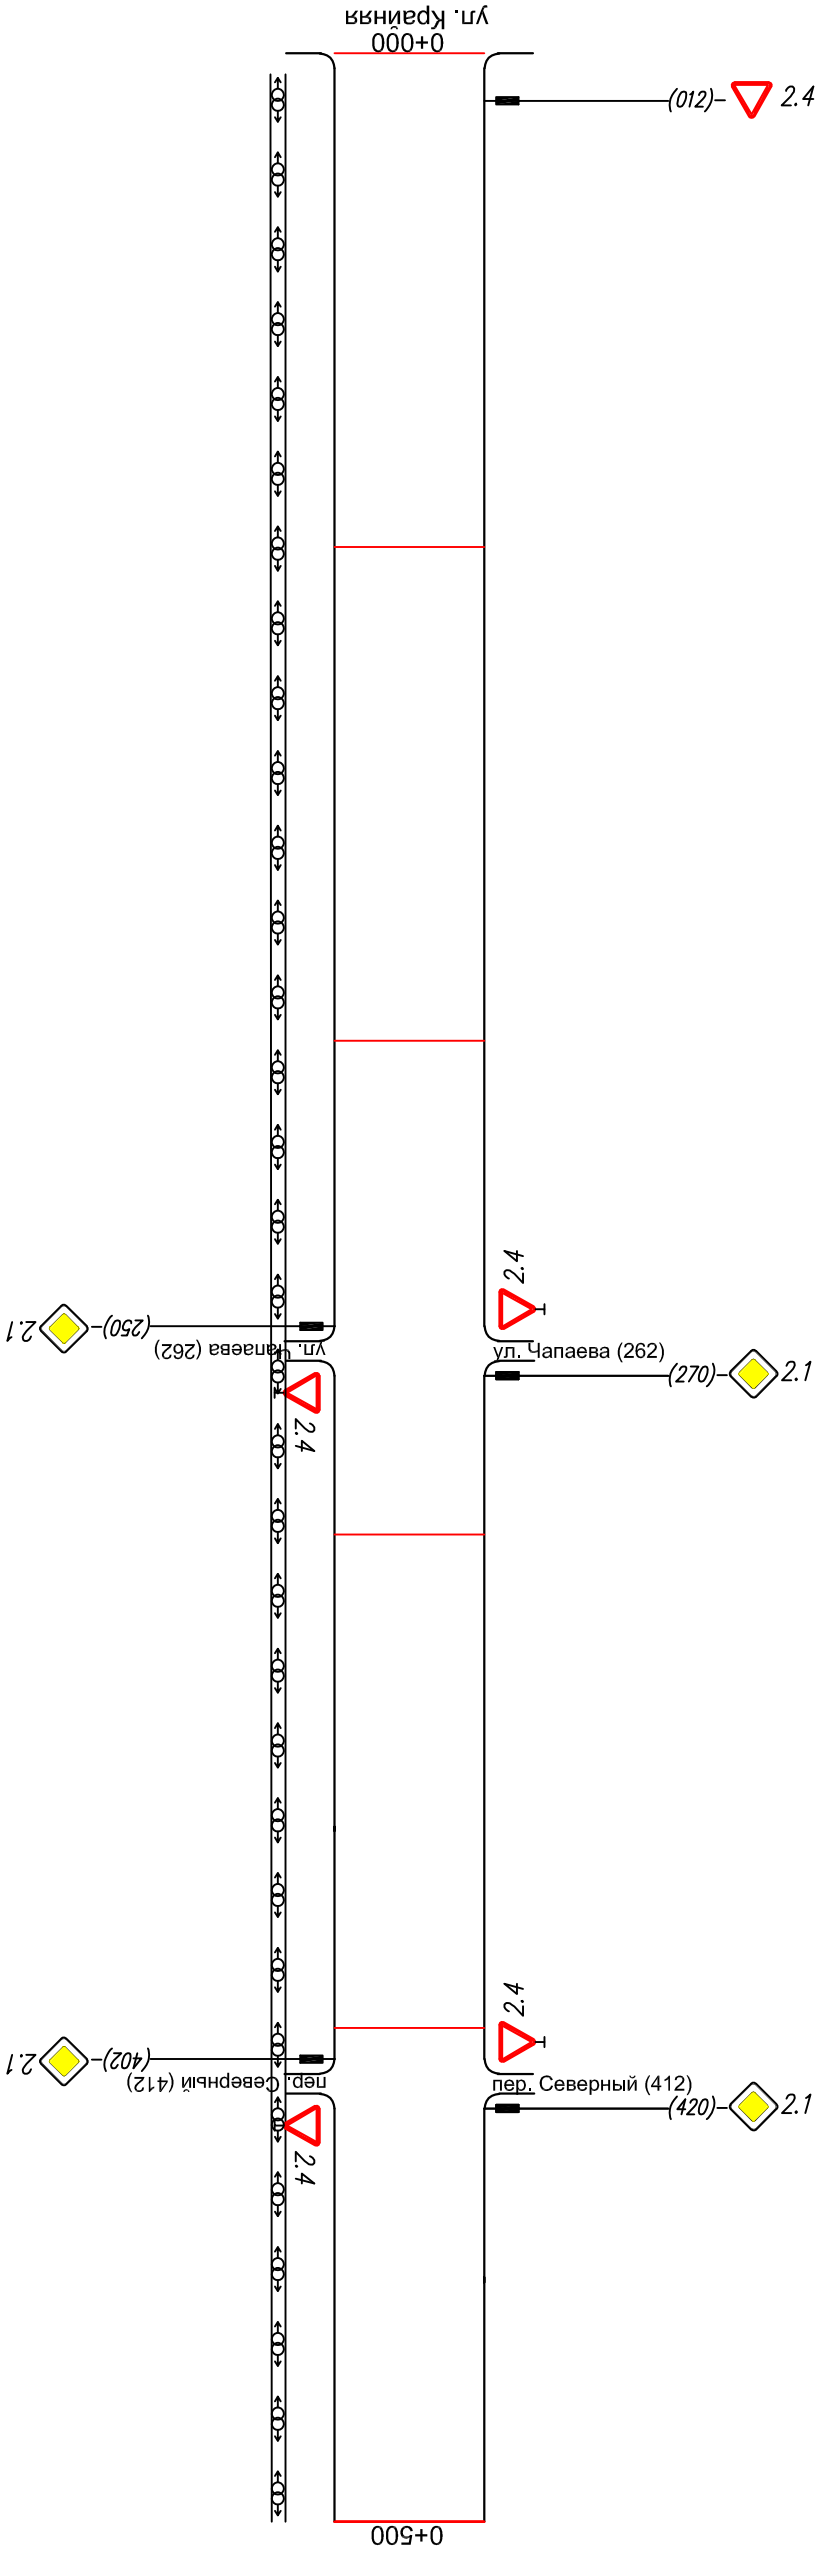 ул. Крайняя
0+000
(012) 2.4
2.4
2.1 (250)
ул. Чапаева (262)
ул. Чапаева (262)
(270) 2.1
2.4
2.4
2.1 (402)
пер. Северный (412)
пер. Северный (412)
(420) 2.1
2.4
0+500